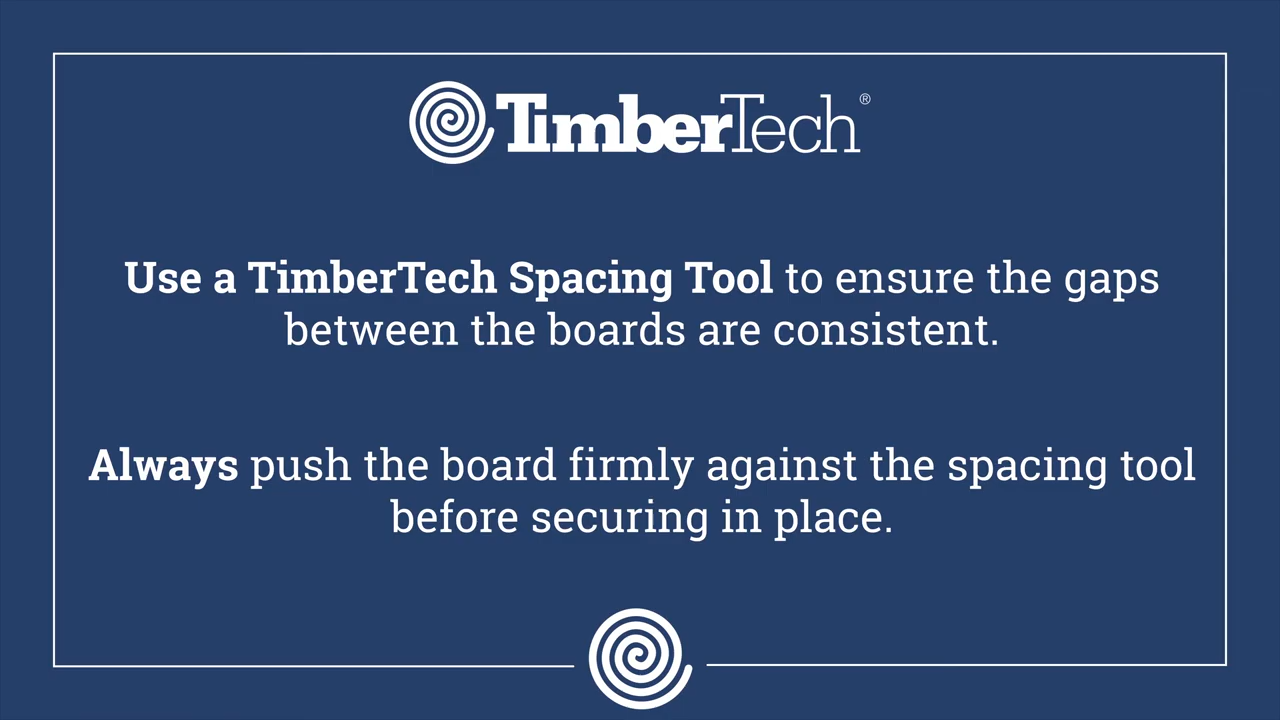 TimberTech®
Use a TimberTech Spacing Tool to ensure the gaps
between the boards are consistent.
Always push the board firmly against the spacing tool
before securing in place.